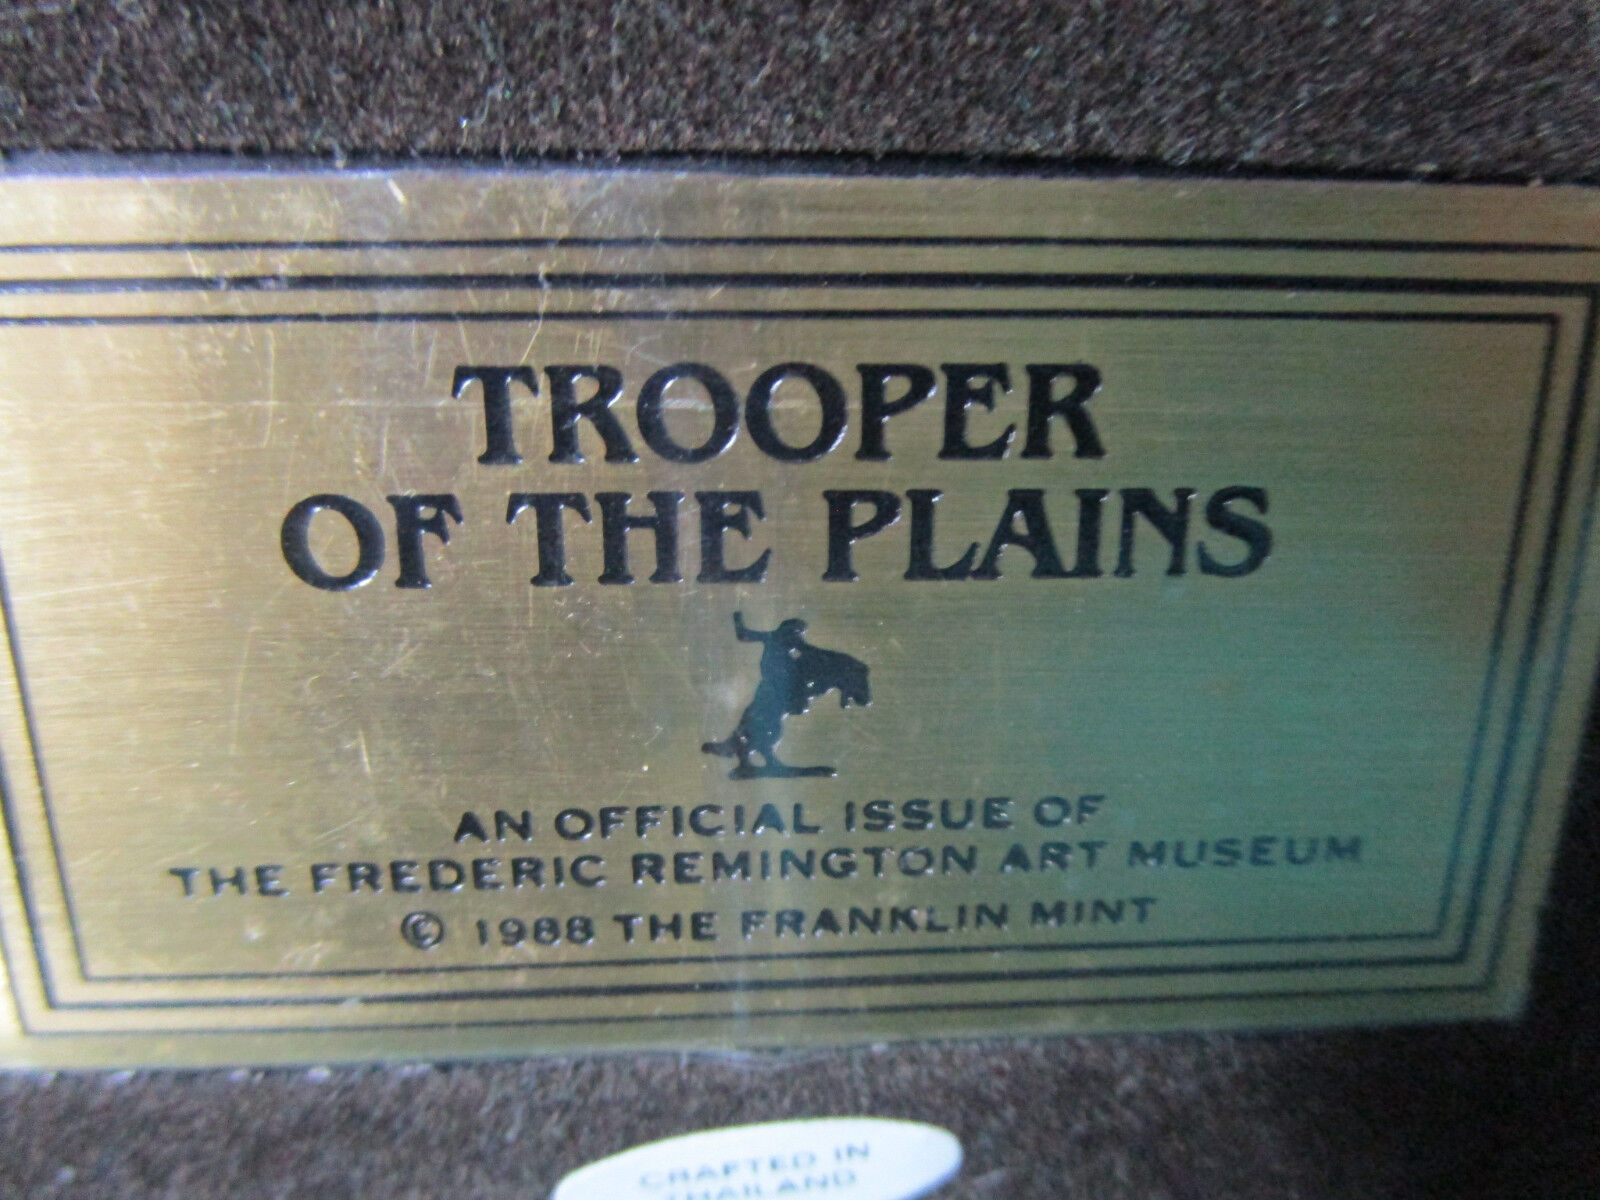 TROOPER
OF THE PLAINS
AN OFFICIAL ISSUE OF
THE FREDERIC REMINGTON ART MUSEUM
© 1988 THE FRANKLIN MINT
CRAFTED IN
THAILAND